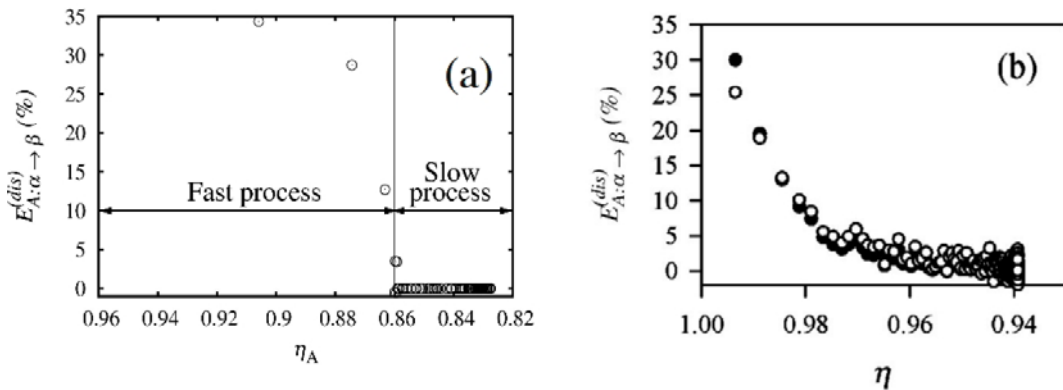 35
30
25
20
15
10
5
0
E_{A:α→β}^{(dis)} (%)
(a)
Fast process
Slow
process
0.96 0.94 0.92 0.9 0.88 0.86 0.84 0.82
η_A
35
30
25
20
15
10
5
0
E_{A:α→β}^{(dis)} (%)
(b)
1.00 0.98 0.96 0.94
η